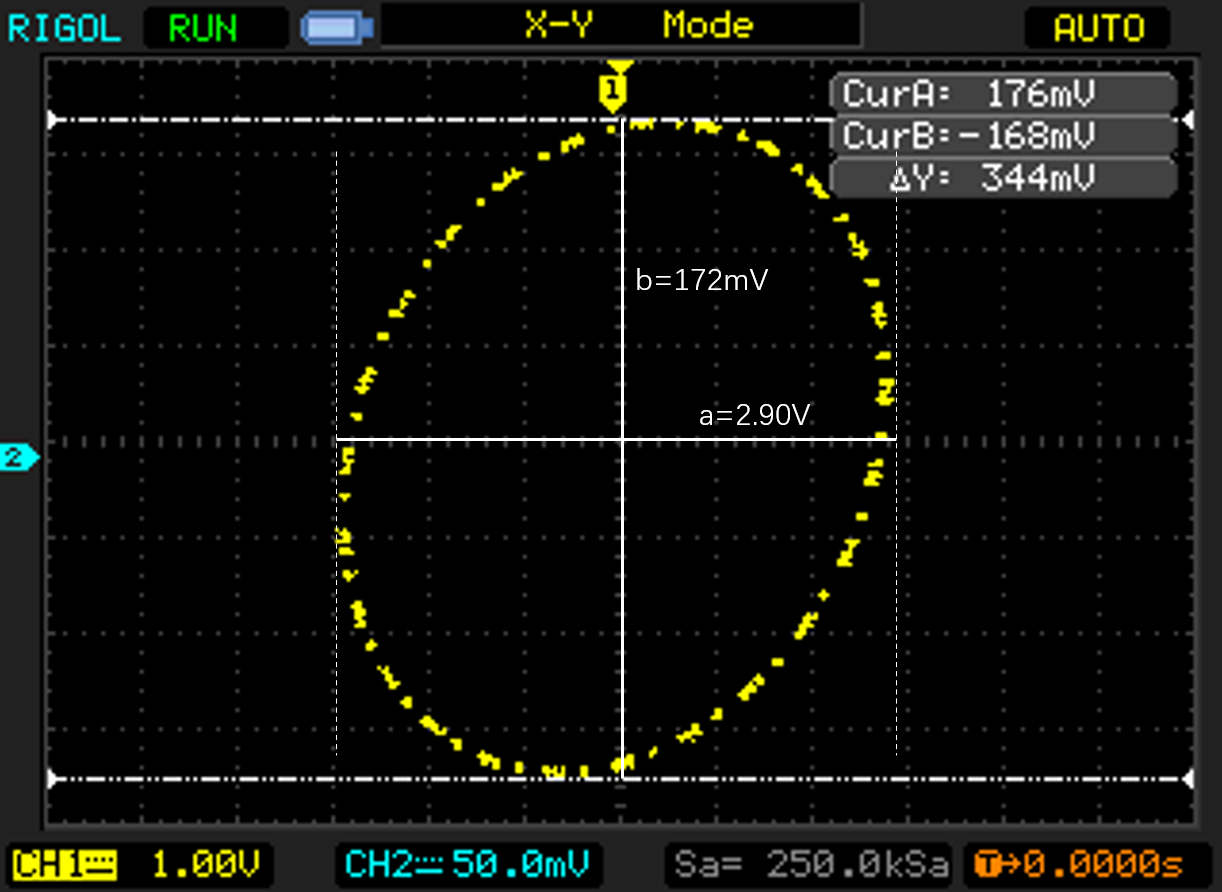 RIGOL RUN X-Y Mode AUTO
1
CurA: 176mV
CurB:-168mV
ΔY: 344mV
b=172mV
a=2.90V
2
CH1 1.00V CH2 50.0mV Sa= 250.0kSa T→0.0000s